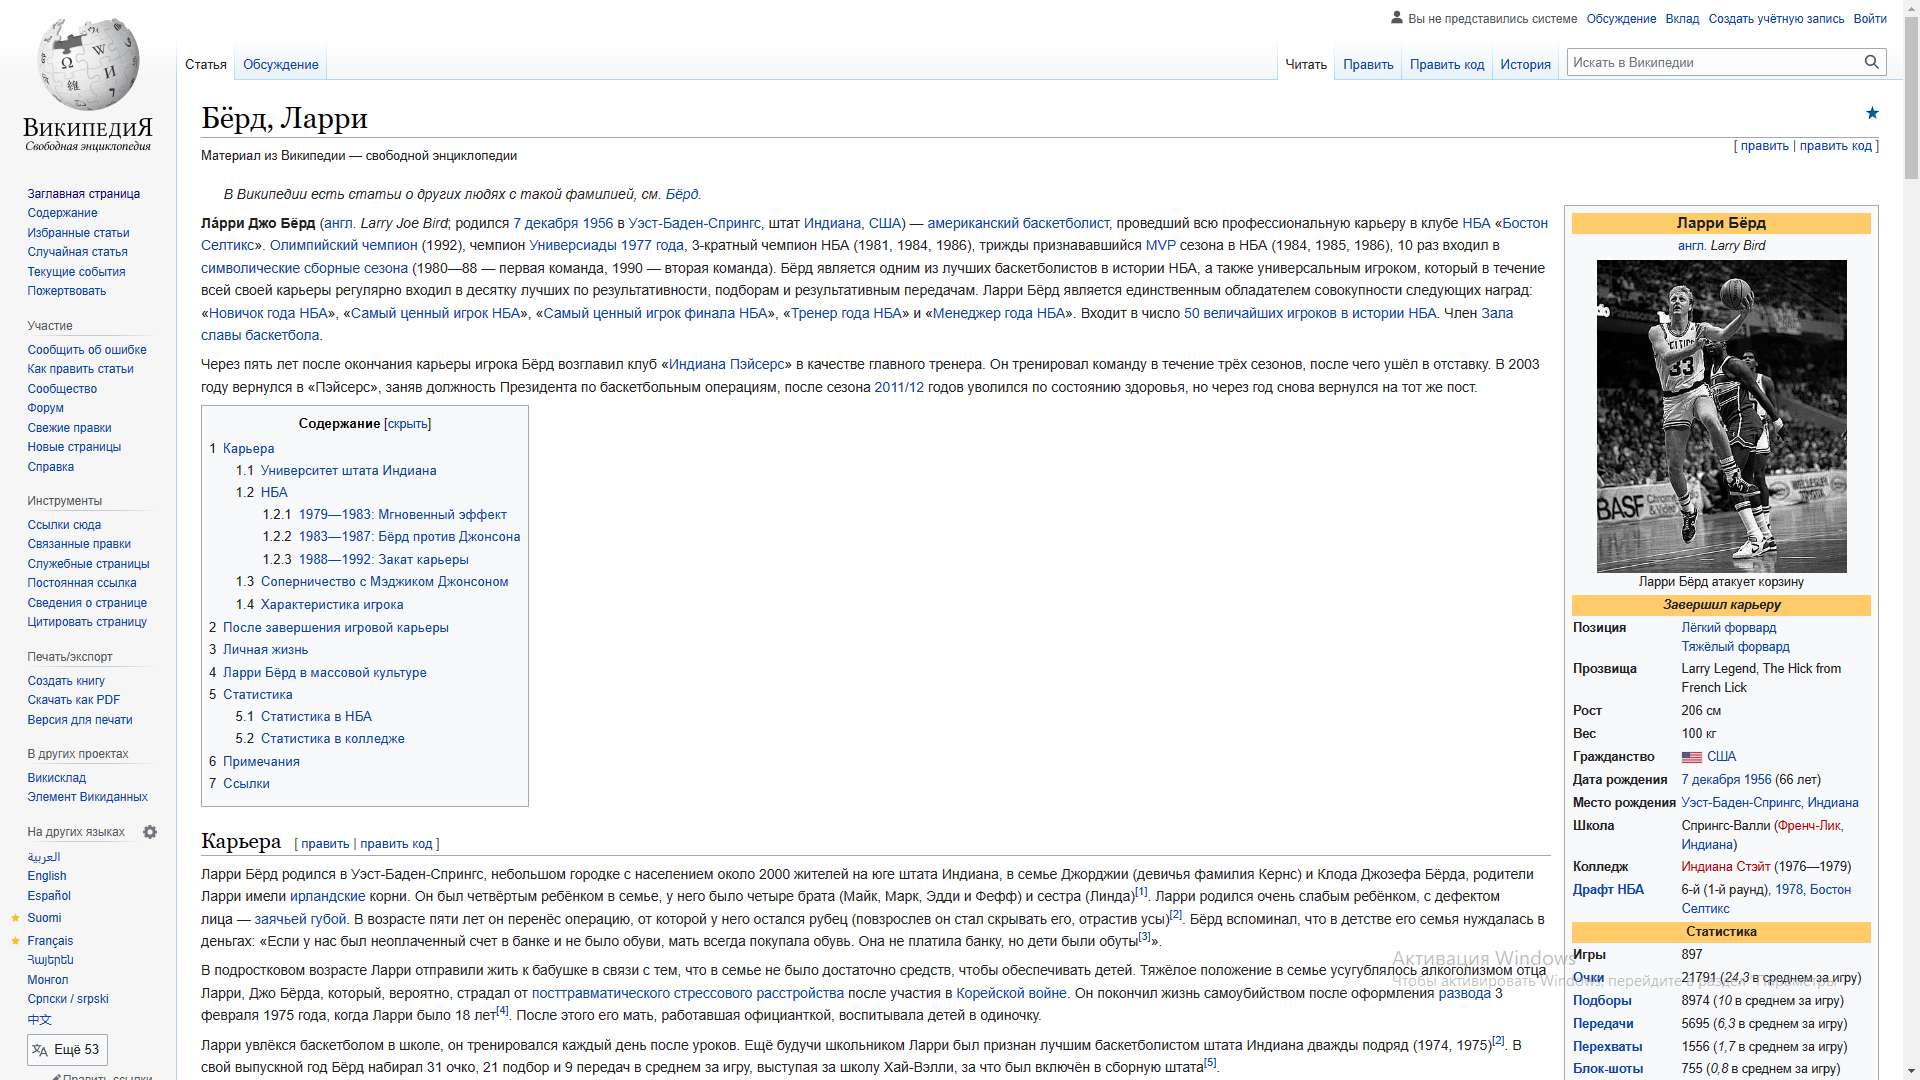 Вы не представились системе Обсуждение Вклад Создать учётную запись Войти
Статья Обсуждение Читать Править Править код История Искать в Википедии
ВИКИПЕДИЯ
Свободная энциклопедия
Заглавная страница
Содержание
Избранные статьи
Случайная статья
Текущие события
Пожертвовать
Участие
Сообщить об ошибке
Как править статьи
Сообщество
Форум
Свежие правки
Новые страницы
Справка
Инструменты
Ссылки сюда
Связанные правки
Служебные страницы
Постоянная ссылка
Сведения о странице
Цитировать страницу
Печать/экспорт
Создать книгу
Скачать как PDF
Версия для печати
В других проектах
Викисклад
Элемент Викиданных
На других языках
العربية
English
Español
Suomi
Français
Հայերեն
Монгол
Српски / srpski
中文
Ещё 53
Править ссылки
Бёрд, Ларри
Материал из Википедии — свободной энциклопедии
[ править | править код ]
В Википедии есть статьи о других людях с такой фамилией, см. Бёрд.
Ла́рри Джо Бёрд (англ. Larry Joe Bird; родился 7 декабря 1956 в Уэст-Баден-Спрингс, штат Индиана, США) — американский баскетболист, проведший всю профессиональную карьеру в клубе НБА «Бостон
Селтикс». Олимпийский чемпион (1992), чемпион Универсиады 1977 года, 3-кратный чемпион НБА (1981, 1984, 1986), трижды признававшийся MVP сезона в НБА (1984, 1985, 1986), 10 раз входил в
символические сборные сезона (1980—88 — первая команда, 1990 — вторая команда). Бёрд является одним из лучших баскетболистов в истории НБА, а также универсальным игроком, который в течение
всей своей карьеры регулярно входил в десятку лучших по результативности, подборам и результативным передачам. Ларри Бёрд является единственным обладателем совокупности следующих наград:
«Новичок года НБА», «Самый ценный игрок НБА», «Самый ценный игрок финала НБА», «Тренер года НБА» и «Менеджер года НБА». Входит в число 50 величайших игроков в истории НБА. Член Зала
славы баскетбола.
Через пять лет после окончания карьеры игрока Бёрд возглавил клуб «Индиана Пэйсерс» в качестве главного тренера. Он тренировал команду в течение трёх сезонов, после чего ушёл в отставку. В 2003
году вернулся в «Пэйсерс», заняв должность Президента по баскетбольным операциям, после сезона 2011/12 годов уволился по состоянию здоровья, но через год снова вернулся на тот же пост.
Содержание [скрыть]
1 Карьера
1.1 Университет штата Индиана
1.2 НБА
1.2.1 1979—1983: Мгновенный эффект
1.2.2 1983—1987: Бёрд против Джонсона
1.2.3 1988—1992: Закат карьеры
1.3 Соперничество с Мэджиком Джонсоном
1.4 Характеристика игрока
2 После завершения игровой карьеры
3 Личная жизнь
4 Ларри Бёрд в массовой культуре
5 Статистика
5.1 Статистика в НБА
5.2 Статистика в колледже
6 Примечания
7 Ссылки
Карьера [ править | править код ]
Ларри Бёрд родился в Уэст-Баден-Спрингс, небольшом городке с населением около 2000 жителей на юге штата Индиана, в семье Джорджии (девичья фамилия Кернс) и Клода Джозефа Бёрда, родители
Ларри имели ирландские корни. Он был четвёртым ребёнком в семье, у него было четыре брата (Майк, Марк, Эдди и Фефф) и сестра (Линда)[1]. Ларри родился очень слабым ребёнком, с дефектом
лица — заячьей губой. В возрасте пяти лет он перенёс операцию, от которой у него остался рубец (повзрослев он стал скрывать его, отрастив усы)[2]. Бёрд вспоминал, что в детстве его семья нуждалась в
деньгах: «Если у нас был неоплаченный счет в банке и не было обуви, мать всегда покупала обувь. Она не платила банку, но дети были обуты[3]».
В подростковом возрасте Ларри отправили жить к бабушке в связи с тем, что в семье не было достаточно средств, чтобы обеспечивать детей. Тяжёлое положение в семье усугублялось алкоголизмом отца
Ларри, Джо Бёрда, который, вероятно, страдал от посттравматического стрессового расстройства после участия в Корейской войне. Он покончил жизнь самоубийством после оформления развода 3
февраля 1975 года, когда Ларри было 18 лет[4]. После этого его мать, работавшая официанткой, воспитывала детей в одиночку.
Ларри увлёкся баскетболом в школе, он тренировался каждый день после уроков. Ещё будучи школьником Ларри был признан лучшим баскетболистом штата Индиана дважды подряд (1974, 1975)[2]. В
свой выпускной год Бёрд набирал 31 очко, 21 подбор и 9 передач в среднем за игру, выступая за школу Хай-Вэлли, за что был включён в сборную штата[5].
Ларри Бёрд
англ. Larry Bird
CELTICS
33
BASF
WELLESLEY
TOYOTA
Ларри Бёрд атакует корзину
Завершил карьеру
Позиция Лёгкий форвард
Тяжёлый форвард
Прозвища Larry Legend, The Hick from
French Lick
Рост 206 см
Вес 100 кг
Гражданство США
Дата рождения 7 декабря 1956 (66 лет)
Место рождения Уэст-Баден-Спрингс, Индиана
Школа Спрингс-Валли (Френч-Лик,
Индиана)
Колледж Индиана Стэйт (1976—1979)
Драфт НБА 6-й (1-й раунд), 1978, Бостон
Селтикс
Статистика
Игры 897
Очки 21791 (24,3 в среднем за игру)
Подборы 8974 (10 в среднем за игру)
Передачи 5695 (6,3 в среднем за игру)
Перехваты 1556 (1,7 в среднем за игру)
Блок-шоты 755 (0,8 в среднем за игру)
Активация Windows
Чтобы активировать Windows, перейдите в раздел "Параметры".